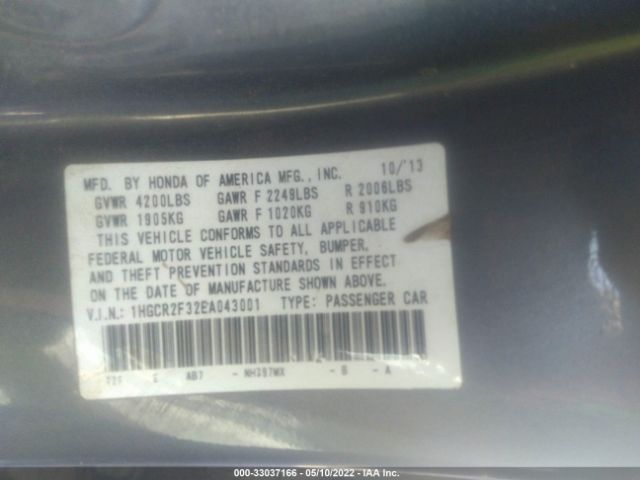 MFD. BY HONDA OF AMERICA MFG., INC. 10/'13
GVWR 4200LBS GAWR F 2249LBS R 2006LBS
GVWR 1905KG GAWR F 1020KG R 910KG
THIS VEHICLE CONFORMS TO ALL APPLICABLE
FEDERAL MOTOR VEHICLE SAFETY, BUMPER,
AND THEFT PREVENTION STANDARDS IN EFFECT
ON THE DATE OF MANUFACTURE SHOWN ABOVE.
V.I.N.: 1HGCR2F32EA043001 TYPE: PASSENGER CAR
E AB7 - NH797MX - B - A
000-33037166 - 05/10/2022 - IAA Inc.